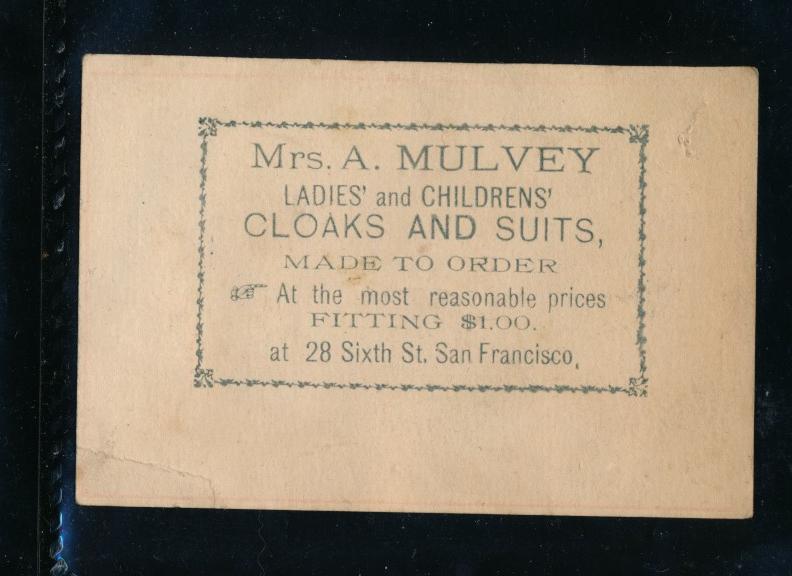 Mrs. A. MULVEY
LADIES' and CHILDRENS'
CLOAKS AND SUITS,
MADE TO ORDER
☞ At the most reasonable prices
FITTING $1.00.
at 28 Sixth St. San Francisco,